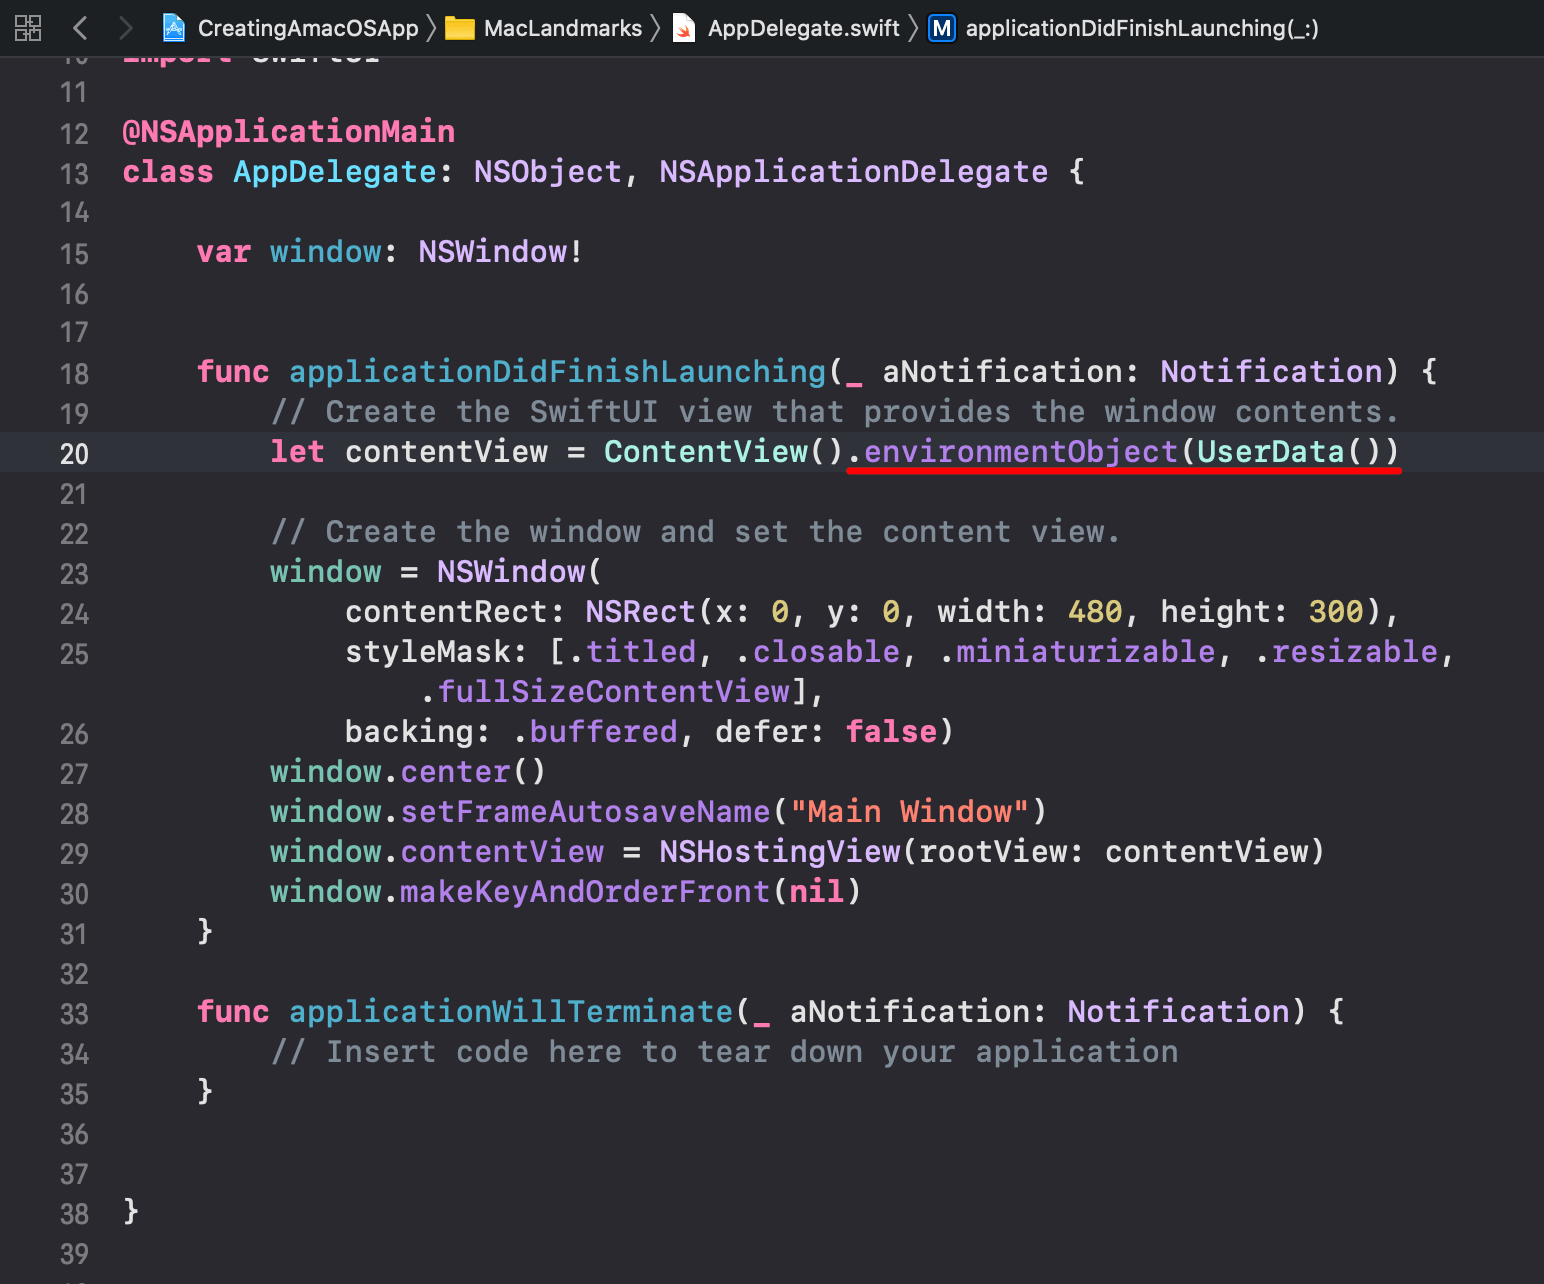 CreatingAmacOSApp MacLandmarks AppDelegate.swift M applicationDidFinishLaunching(_:)
import SwiftUI
11
12 @NSApplicationMain
13 class AppDelegate: NSObject, NSApplicationDelegate {
14
15 var window: NSWindow!
16
17
18 func applicationDidFinishLaunching(_ aNotification: Notification) {
19 // Create the SwiftUI view that provides the window contents.
20 let contentView = ContentView().environmentObject(UserData())
21
22 // Create the window and set the content view.
23 window = NSWindow(
24 contentRect: NSRect(x: 0, y: 0, width: 480, height: 300),
25 styleMask: [.titled, .closable, .miniaturizable, .resizable,
.fullSizeContentView],
26 backing: .buffered, defer: false)
27 window.center()
28 window.setFrameAutosaveName("Main Window")
29 window.contentView = NSHostingView(rootView: contentView)
30 window.makeKeyAndOrderFront(nil)
31 }
32
33 func applicationWillTerminate(_ aNotification: Notification) {
34 // Insert code here to tear down your application
35 }
36
37
38 }
39